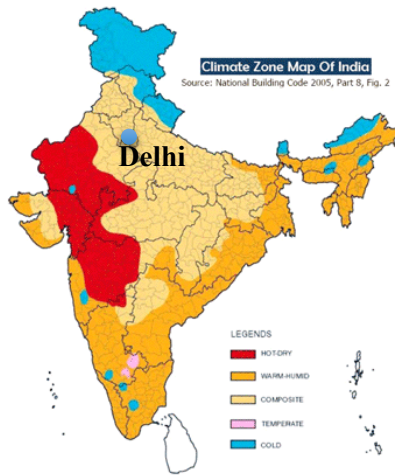 Climate Zone Map Of India
Source: National Building Code 2005, Part 8, Fig. 2
Delhi
LEGENDS
HOT-DRY
WARM-HUMID
COMPOSITE
TEMPERATE
COLD